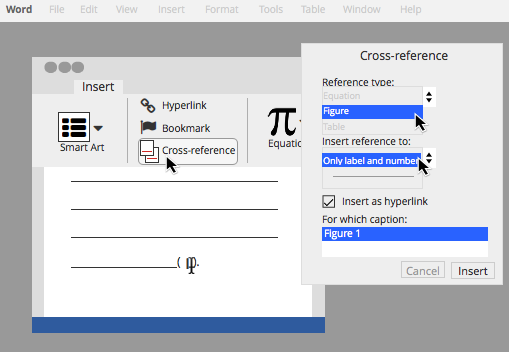 Word File Edit View Insert Format Tools Table Window Help
Cross-reference
Insert
Hyperlink
Bookmark
Cross-reference
Smart Art
π
Reference type:
Equation
Figure
Table
Insert reference to:
Only label and number
Insert as hyperlink
For which caption:
Figure 1
Cancel Insert